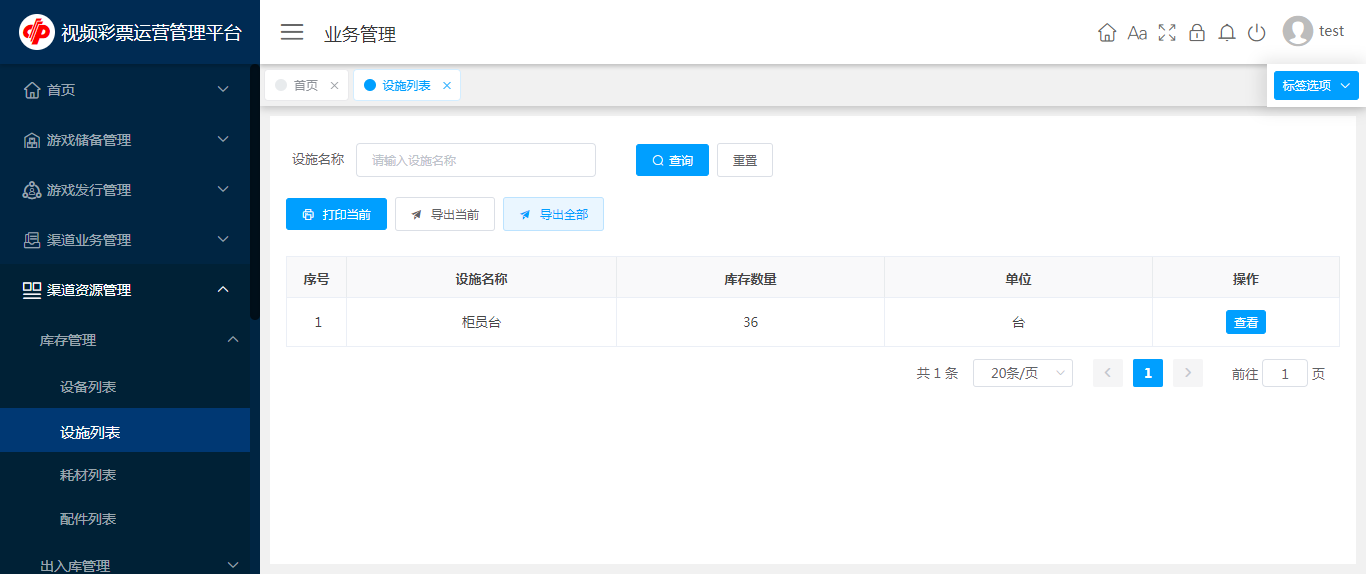 视频彩票运营管理平台
业务管理
Aa
test
首页
游戏储备管理
游戏发行管理
渠道业务管理
渠道资源管理
库存管理
设备列表
设施列表
耗材列表
配件列表
出入库管理
首页 × 设施列表 ×
标签选项
设施名称 请输入设施名称 查询 重置
打印当前 导出当前 导出全部
序号 设施名称 库存数量 单位 操作
1 柜员台 36 台 查看
共 1 条 20条/页 1 前往 1 页